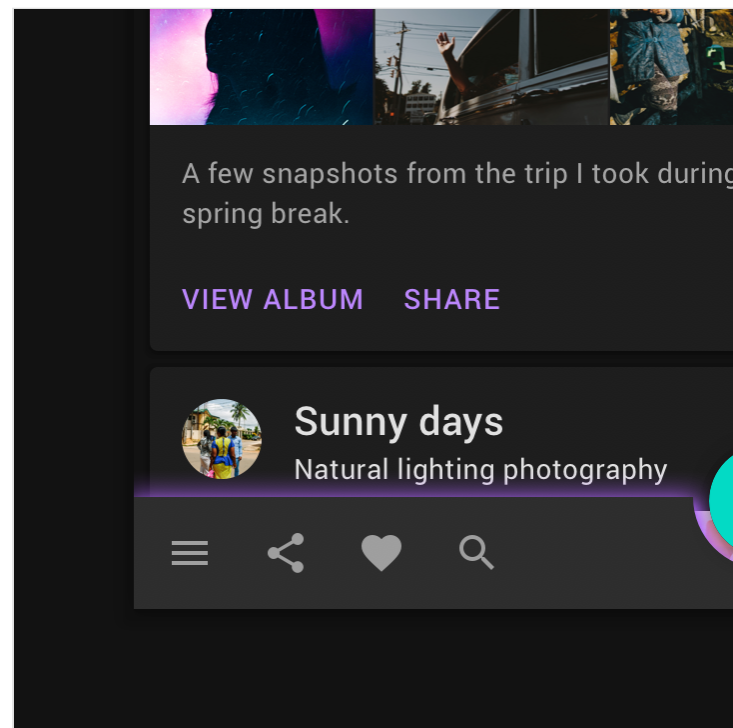 A few snapshots from the trip I took during
spring break.
VIEW ALBUM SHARE
Sunny days
Natural lighting photography